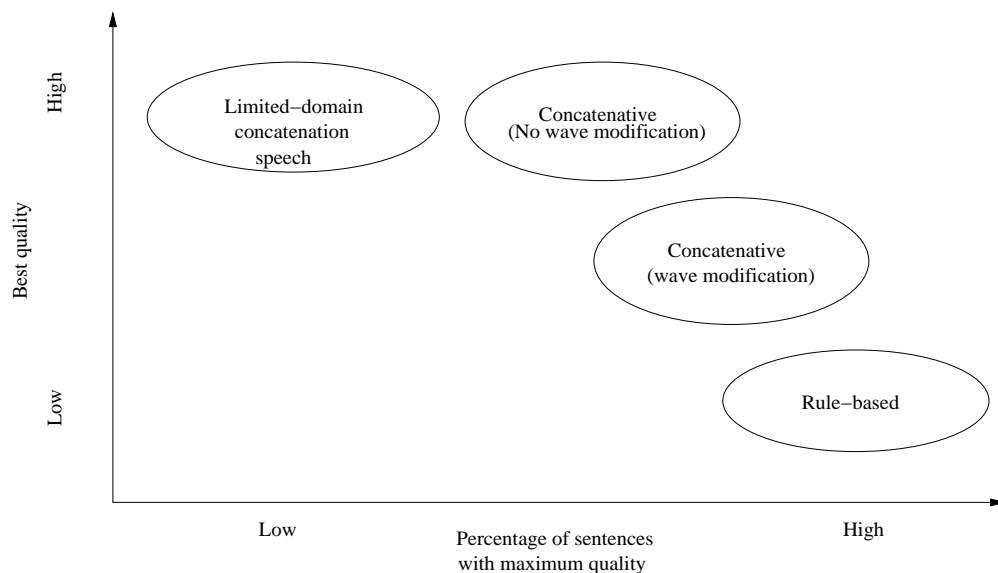 High
Limited−domain
concatenation
speech
Concatenative
(No wave modification)
Best quality
Concatenative
(wave modification)
Low
Rule−based
Low
High
Percentage of sentences
with maximum quality